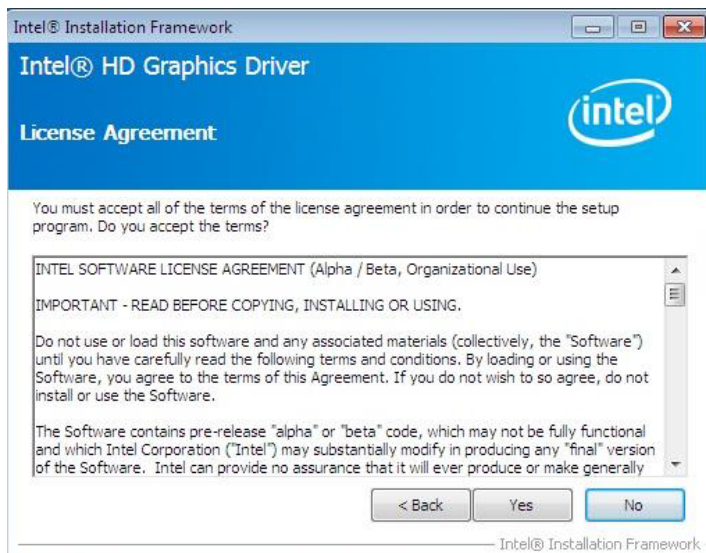 Intel® Installation Framework
Intel® HD Graphics Driver
intel
License Agreement
You must accept all of the terms of the license agreement in order to continue the setup
program. Do you accept the terms?
INTEL SOFTWARE LICENSE AGREEMENT (Alpha / Beta, Organizational Use)
IMPORTANT - READ BEFORE COPYING, INSTALLING OR USING.
Do not use or load this software and any associated materials (collectively, the "Software")
until you have carefully read the following terms and conditions. By loading or using the
Software, you agree to the terms of this Agreement. If you do not wish to so agree, do not
install or use the Software.
The Software contains pre-release "alpha" or "beta" code, which may not be fully functional
and which Intel Corporation ("Intel") may substantially modify in producing any "final" version
of the Software.  Intel can provide no assurance that it will ever produce or make generally
< Back
Yes
No
Intel® Installation Framework